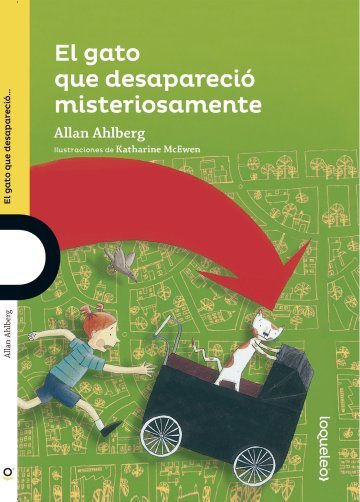 El gato
que desapareció
misteriosamente
Allan Ahlberg
Ilustraciones de Katharine McEwen
El gato que desapareció...
Allan Ahlberg
loqueleo